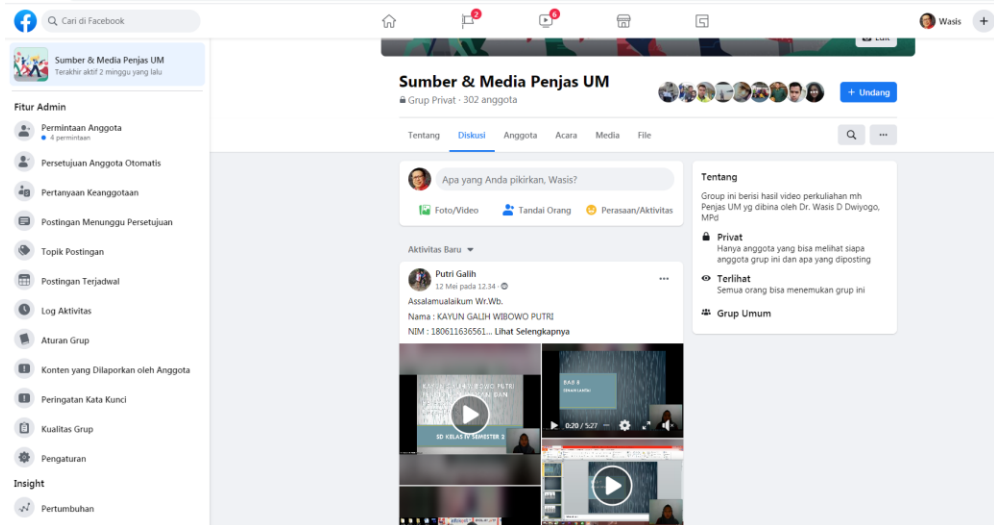 Cari di Facebook
2
6
Wasis
Sumber & Media Penjas UM
Terakhir aktif 2 minggu yang lalu
Fitur Admin
Permintaan Anggota
4 permintaan
Persetujuan Anggota Otomatis
Pertanyaan Keanggotaan
Postingan Menunggu Persetujuan
Topik Postingan
Postingan Terjadwal
Log Aktivitas
Aturan Grup
Konten yang Dilaporkan oleh Anggota
Peringatan Kata Kunci
Kualitas Grup
Pengaturan
Insight
Pertumbuhan
Sumber & Media Penjas UM
Grup Privat · 302 anggota
+ Undang
Tentang Diskusi Anggota Acara Media File
Apa yang Anda pikirkan, Wasis?
Foto/Video Tandai Orang Perasaan/Aktivitas
Aktivitas Baru
Putri Galih
12 Mei pada 12.34 ·
Assalamualaikum Wr.Wb.
Nama : KAYUN GALIH WIBOWO PUTRI
NIM : 180611636561... Lihat Selengkapnya
SD KELAS IV SEMESTER 2
BAB 8
0:20 / 5:27
Tentang
Group ini berisi hasil video perkuliahan mh
Penjas UM yg dibina oleh Dr. Wasis D Dwiyogo,
MPd
Privat
Hanya anggota yang bisa melihat siapa
anggota grup ini dan apa yang diposting
Terlihat
Semua orang bisa menemukan grup ini
Grup Umum